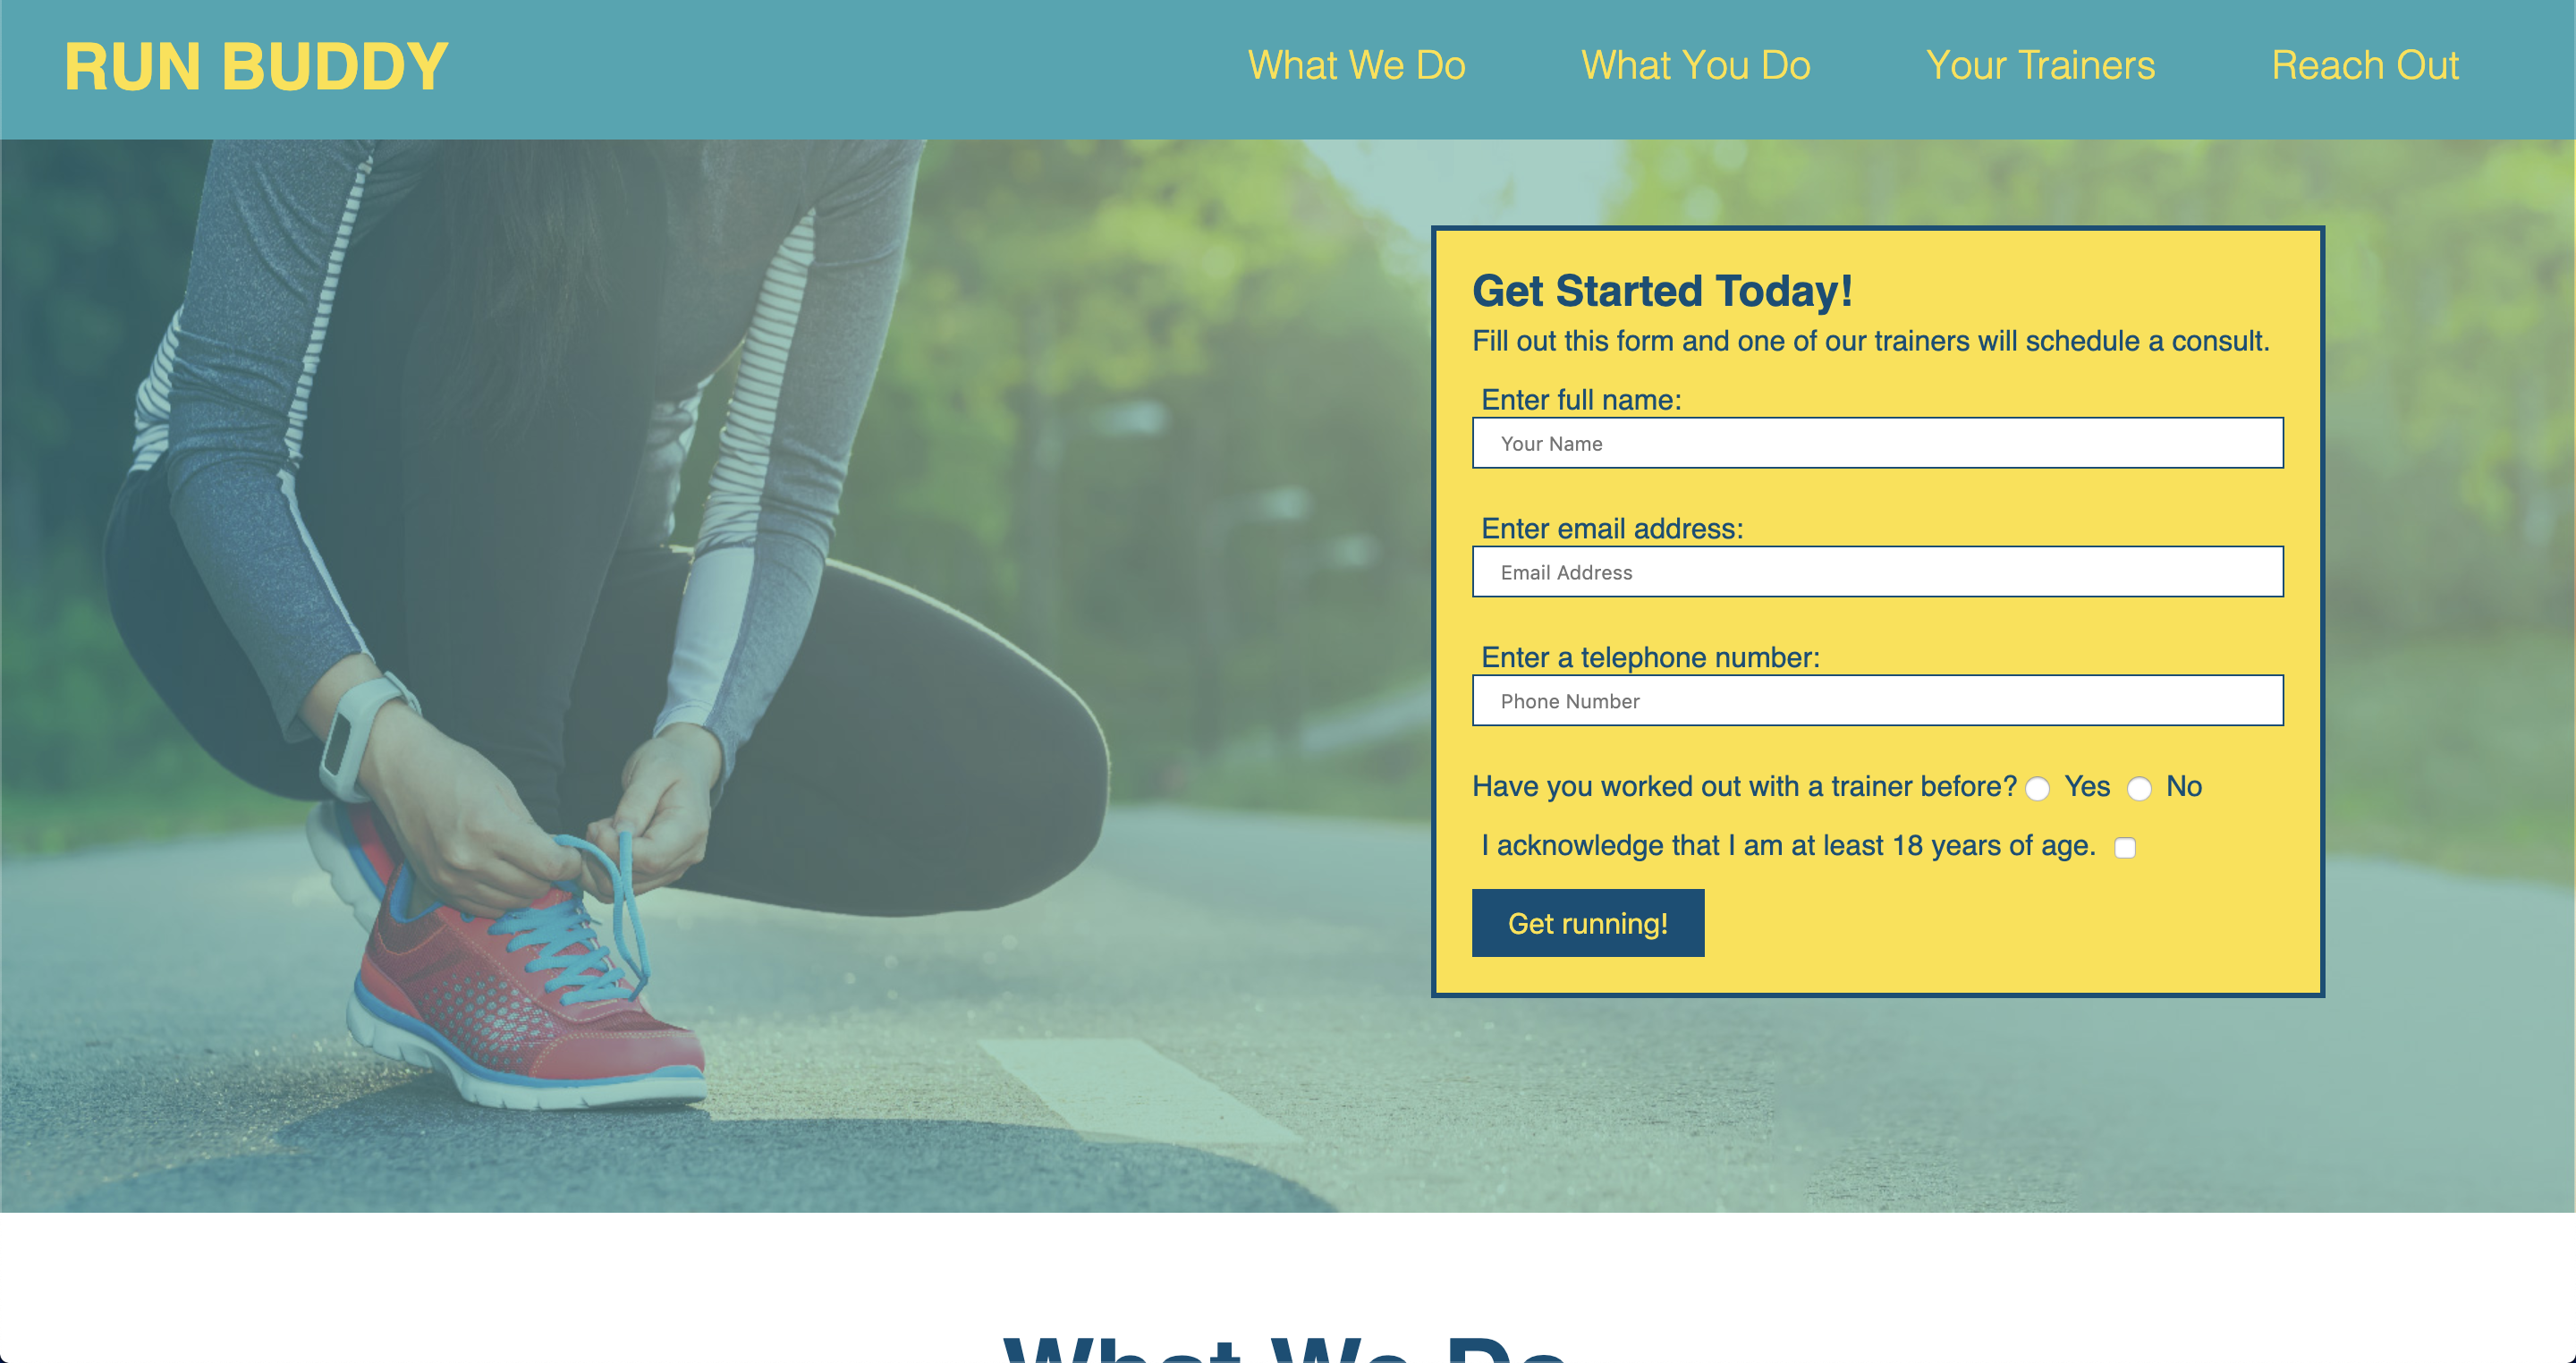 RUN BUDDY
What We Do
What You Do
Your Trainers
Reach Out
Get Started Today!
Fill out this form and one of our trainers will schedule a consult.
Enter full name:
Your Name
Enter email address:
Email Address
Enter a telephone number:
Phone Number
Have you worked out with a trainer before? Yes No
I acknowledge that I am at least 18 years of age.
Get running!
What We Do